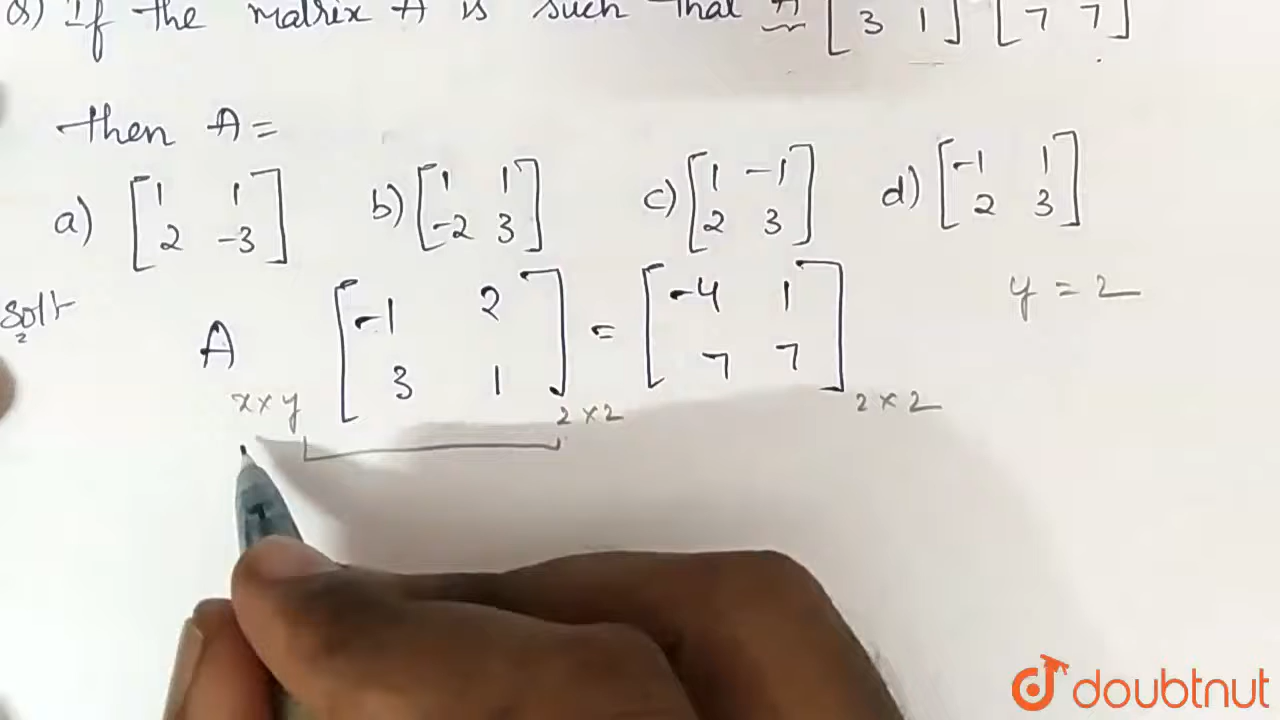 Q) If the matrix A is such that A [ 3 1 ] [ 7 7 ]
then A=
a) [ 1 1 b) [ 1 1 c) [ 1 -1 d) [ -1 1
2 -3 ] -2 3 ] 2 3 ] 2 3 ]
Sol: A [ -1 2 = [ -4 1 y = 2
3 1 ] 7 7 ]
x × y 2 × 2 2 × 2
doubtnut